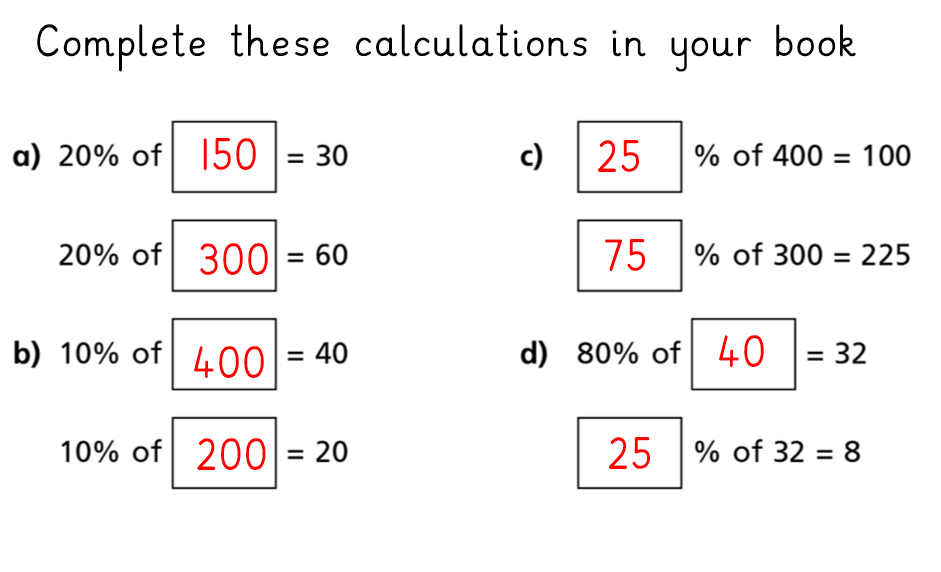 Complete these calculations in your book
a) 20% of 150 = 30
20% of 300 = 60
b) 10% of 400 = 40
10% of 200 = 20
c) 25 % of 400 = 100
75 % of 300 = 225
d) 80% of 40 = 32
25 % of 32 = 8